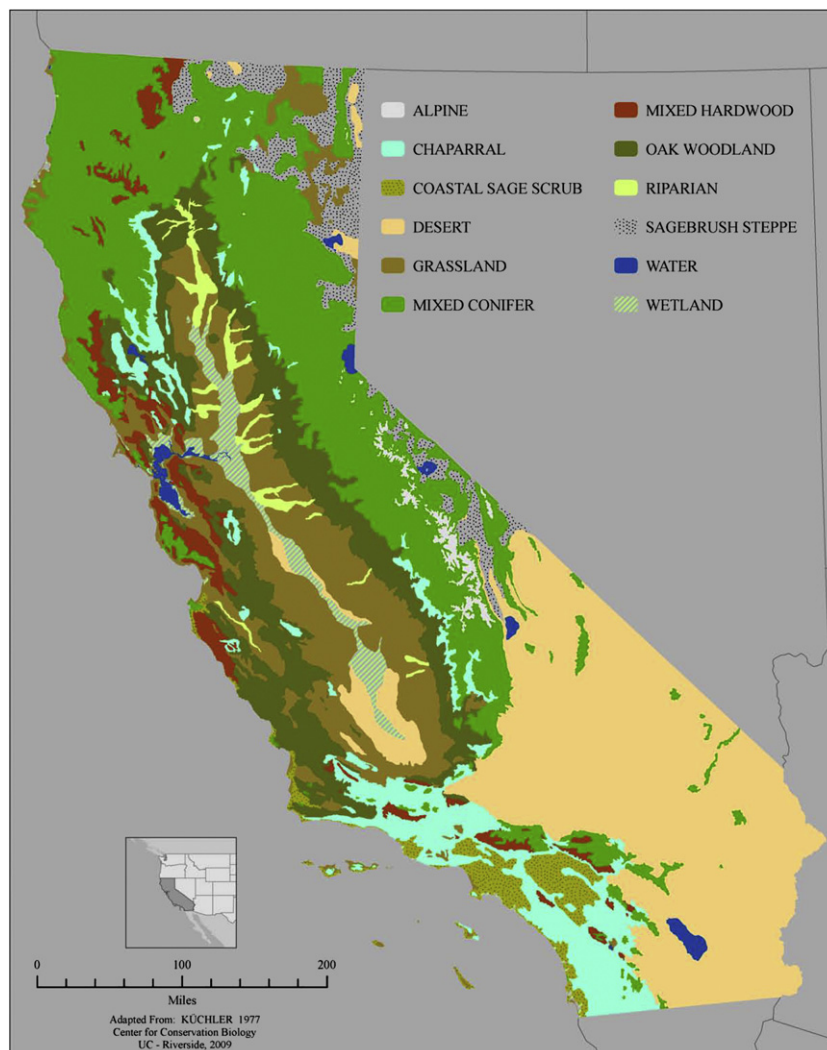 ALPINE
CHAPARRAL
COASTAL SAGE SCRUB
DESERT
GRASSLAND
MIXED CONIFER
MIXED HARDWOOD
OAK WOODLAND
RIPARIAN
SAGEBRUSH STEPPE
WATER
WETLAND
0 100 200
Miles
Adapted From: KÜCHLER 1977
Center for Conservation Biology
UC - Riverside, 2009